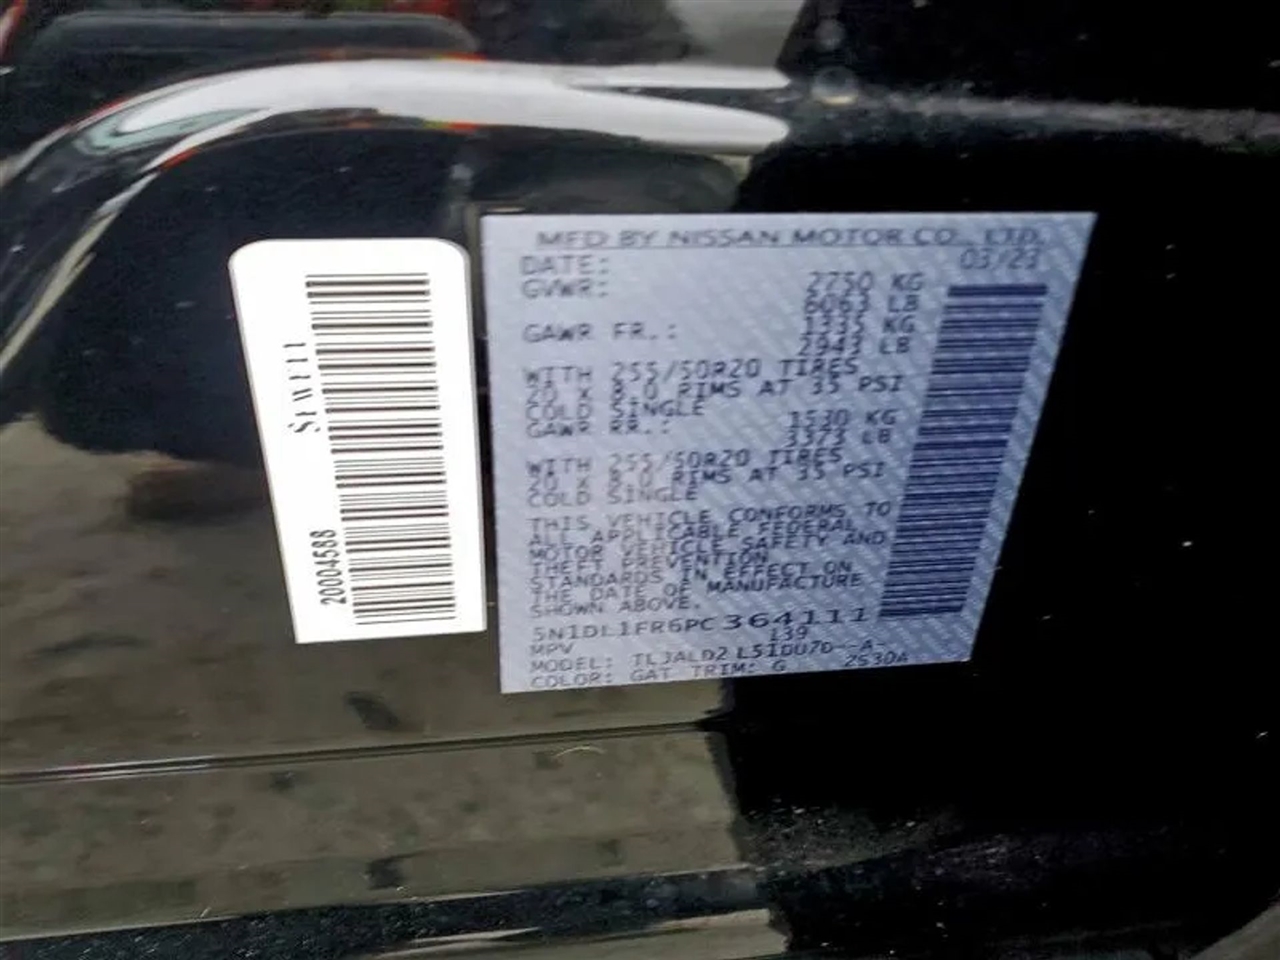 SEWELL
20004588
MFD BY NISSAN MOTOR CO., LTD.
DATE: 03/23
GVWR: 2750 KG
6063 LB
GAWR FR.: 1335 KG
2943 LB
WITH 255/50R20 TIRES
20 X 8.0 RIMS AT 35 PSI
COLD SINGLE
GAWR RR.: 1530 KG
3373 LB
WITH 255/50R20 TIRES
20 X 8.0 RIMS AT 35 PSI
COLD SINGLE
THIS VEHICLE CONFORMS TO
ALL APPLICABLE FEDERAL
MOTOR VEHICLE SAFETY AND
THEFT PREVENTION
STANDARDS IN EFFECT ON
THE DATE OF MANUFACTURE
SHOWN ABOVE.
5N1DL1FR6PC364111
MPV 139
MODEL: TLJALD2 L51DU7D--A-
COLOR: GAT TRIM: G 2530A